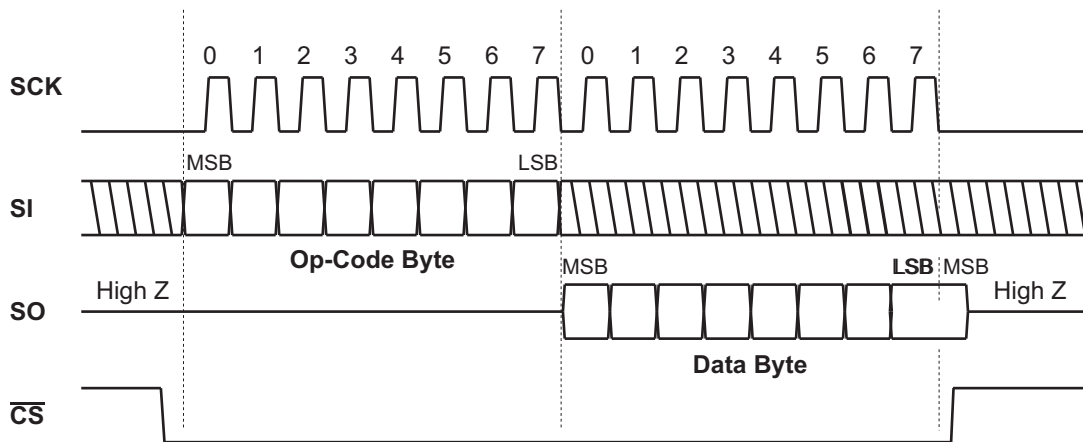 0 1 2 3 4 5 6 7 0 1 2 3 4 5 6 7
SCK
MSB LSB
SI
Op-Code Byte
MSB LSB MSB
High Z High Z
SO
Data Byte
CS